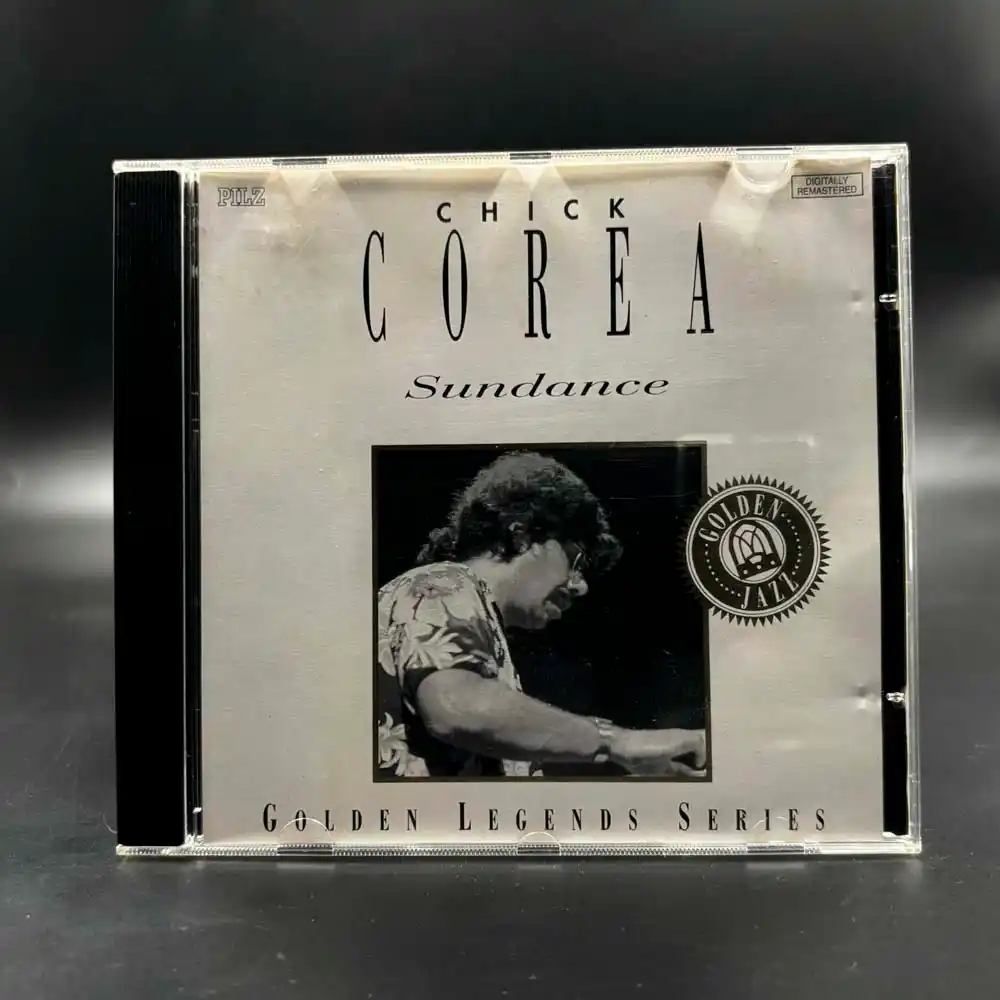 PILZ
DIGITALLY
REMASTERED
CHICK
COREA
Sundance
GOLDEN
JAZZ
GOLDEN LEGENDS SERIES